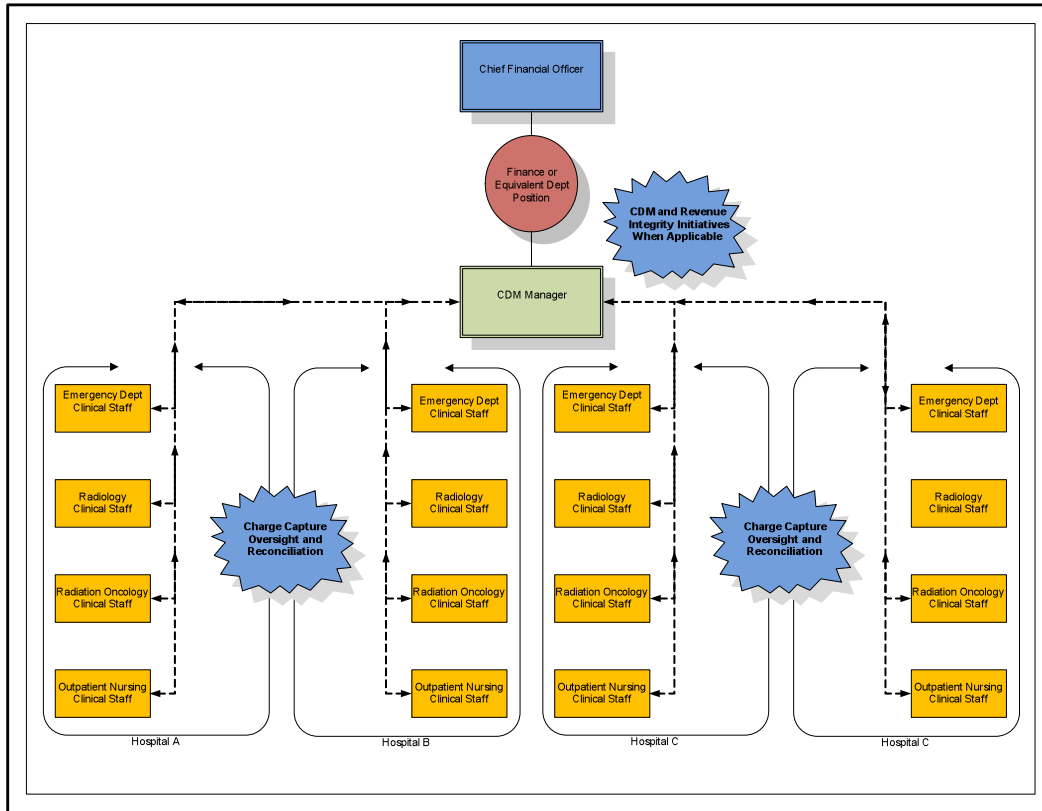 Chief Financial Officer
Finance or
Equivalent Dept
Position
CDM and Revenue
Integrity Initiatives
When Applicable
CDM Manager
Emergency Dept
Clinical Staff
Radiology
Clinical Staff
Radiation Oncology
Clinical Staff
Outpatient Nursing
Clinical Staff
Hospital A
Charge Capture
Oversight and
Reconciliation
Emergency Dept
Clinical Staff
Radiology
Clinical Staff
Radiation Oncology
Clinical Staff
Outpatient Nursing
Clinical Staff
Hospital B
Emergency Dept
Clinical Staff
Radiology
Clinical Staff
Radiation Oncology
Clinical Staff
Outpatient Nursing
Clinical Staff
Hospital C
Charge Capture
Oversight and
Reconciliation
Emergency Dept
Clinical Staff
Radiology
Clinical Staff
Radiation Oncology
Clinical Staff
Outpatient Nursing
Clinical Staff
Hospital C